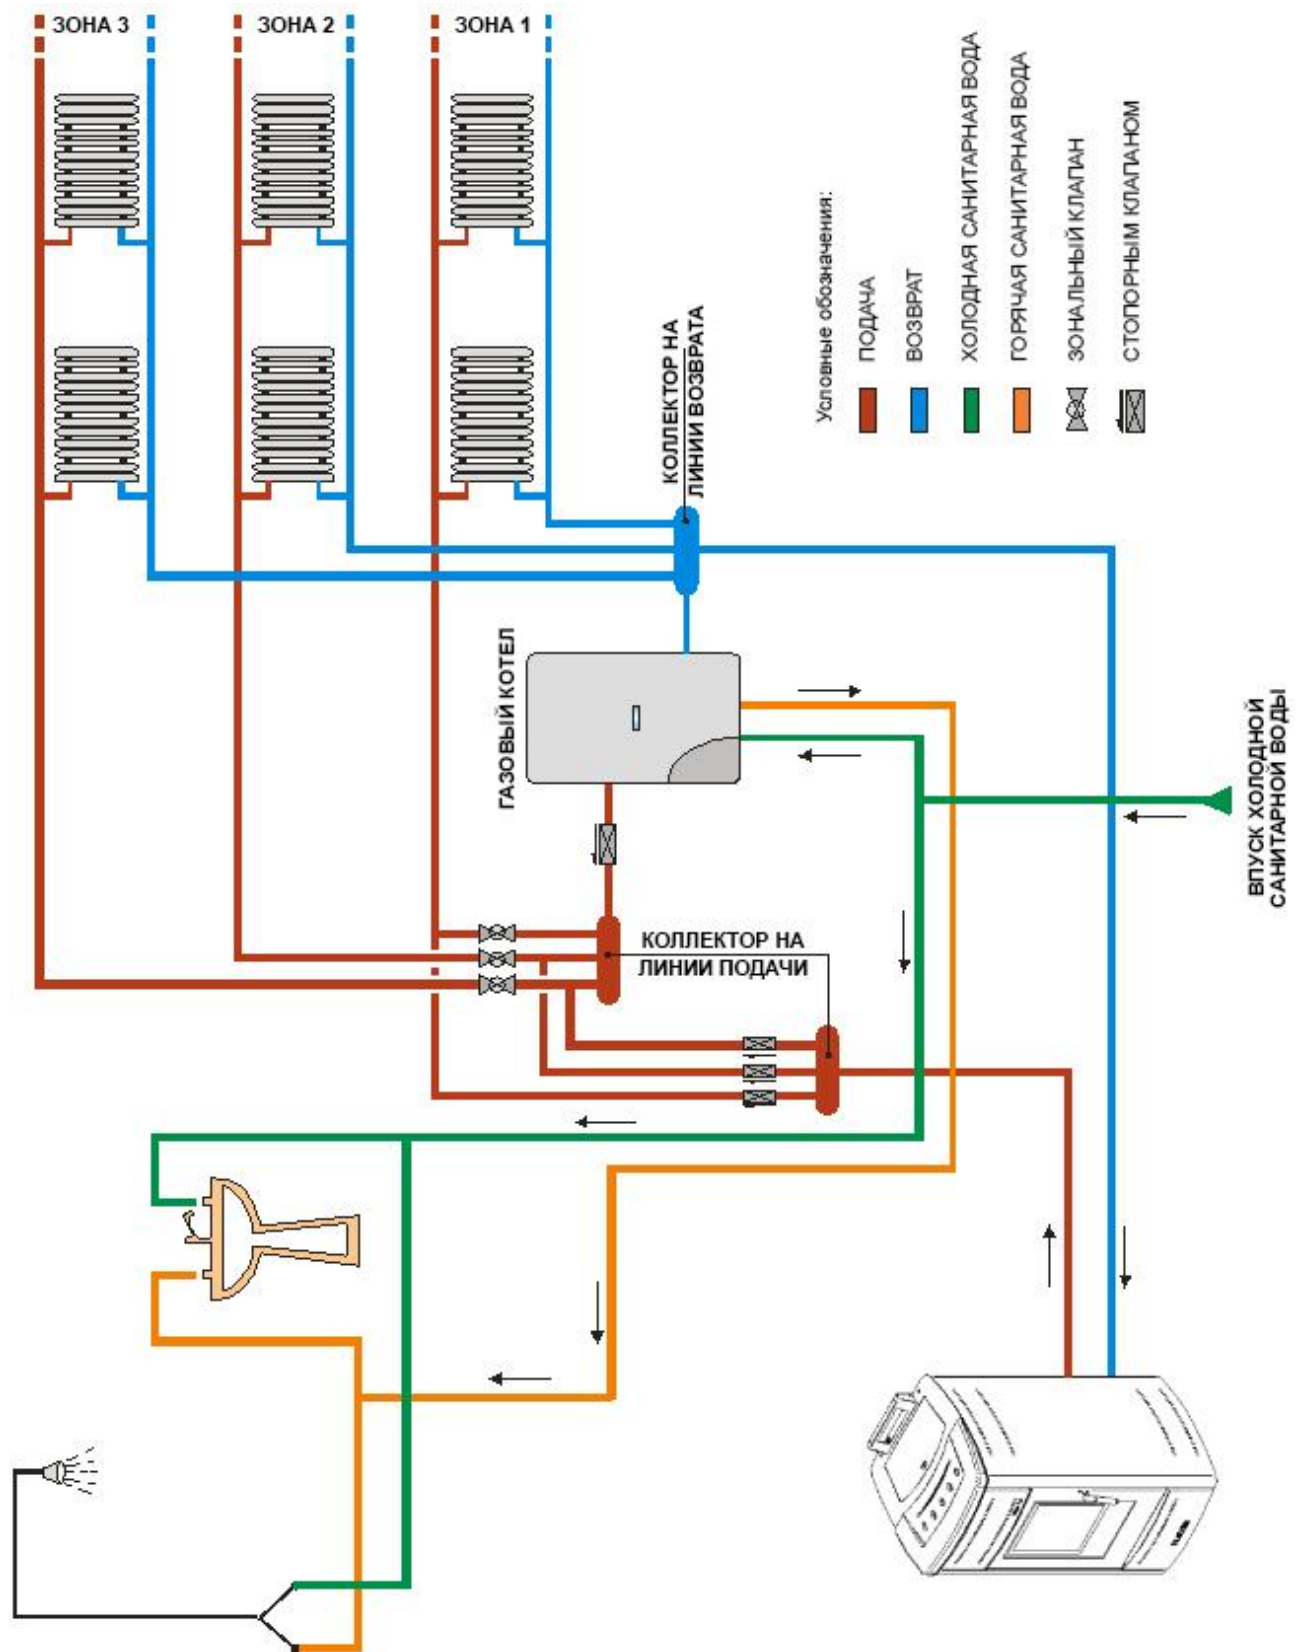 ЗОНА 3
ЗОНА 2
ЗОНА 1
КОЛЛЕКТОР НА
ЛИНИИ ВОЗВРАТА
Условные обозначения:
ПОДАЧА
ВОЗВРАТ
ХОЛОДНАЯ САНИТАРНАЯ ВОДА
ГОРЯЧАЯ САНИТАРНАЯ ВОДА
ЗОНАЛЬНЫЙ КЛАПАН
СТОПОРНЫМ КЛАПАНОМ
ГАЗОВЫЙ КОТЕЛ
КОЛЛЕКТОР НА
ЛИНИИ ПОДАЧИ
ВПУСК ХОЛОДНОЙ
САНИТАРНОЙ ВОДЫ